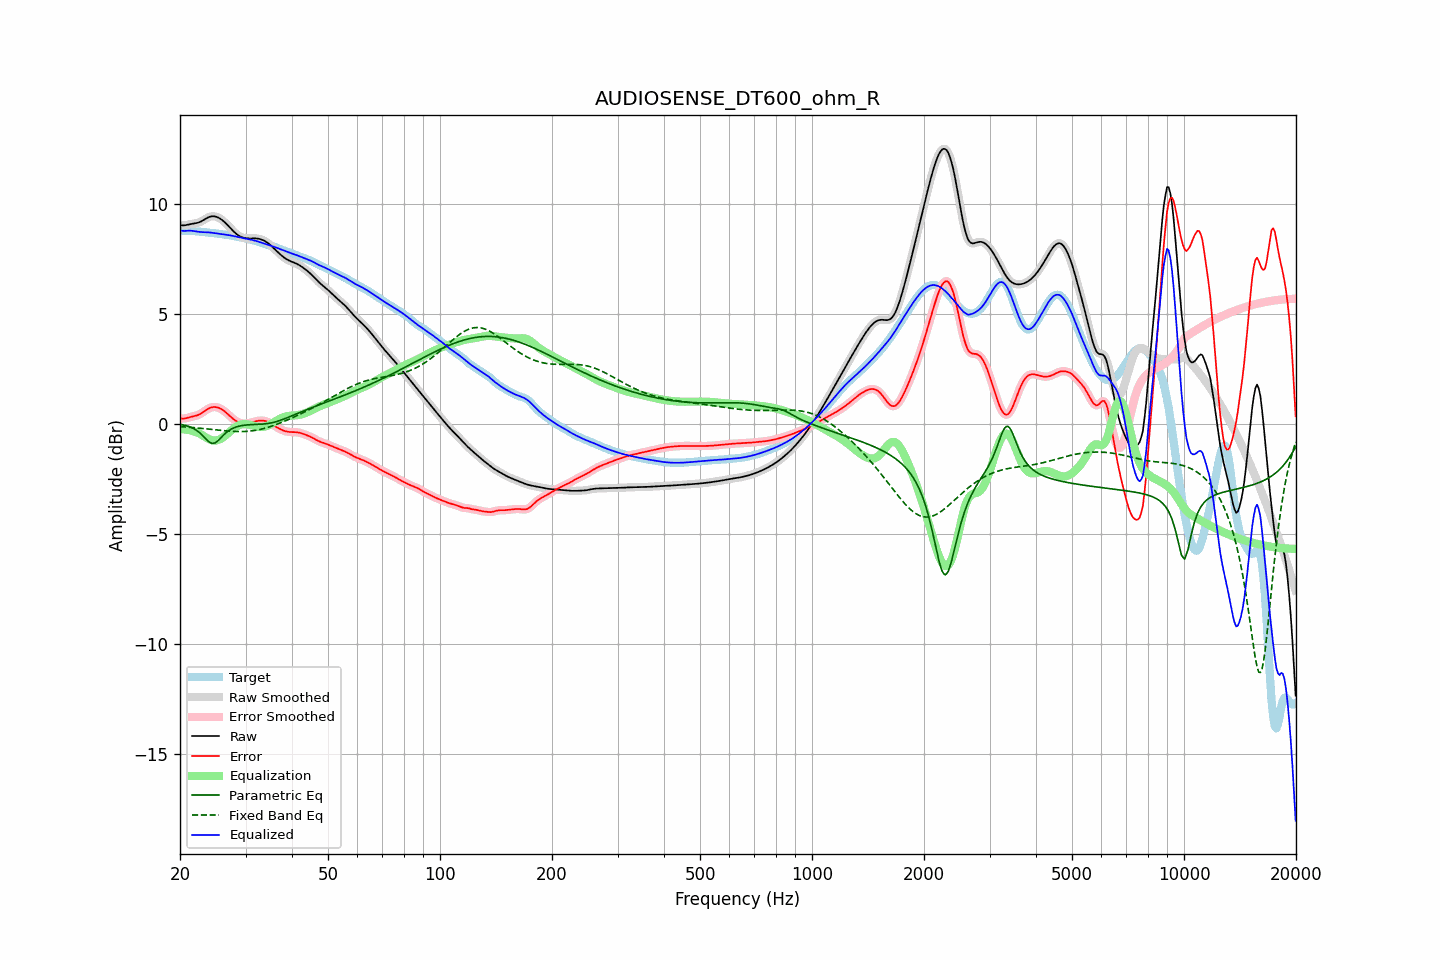 AUDIOSENSE_DT600_ohm_R
Amplitude (dBr)
10
5
0
−5
−10
−15
Target
Raw Smoothed
Error Smoothed
Raw
Error
Equalization
Parametric Eq
Fixed Band Eq
Equalized
20 50 100 200 500 1000 2000 5000 10000 20000
Frequency (Hz)